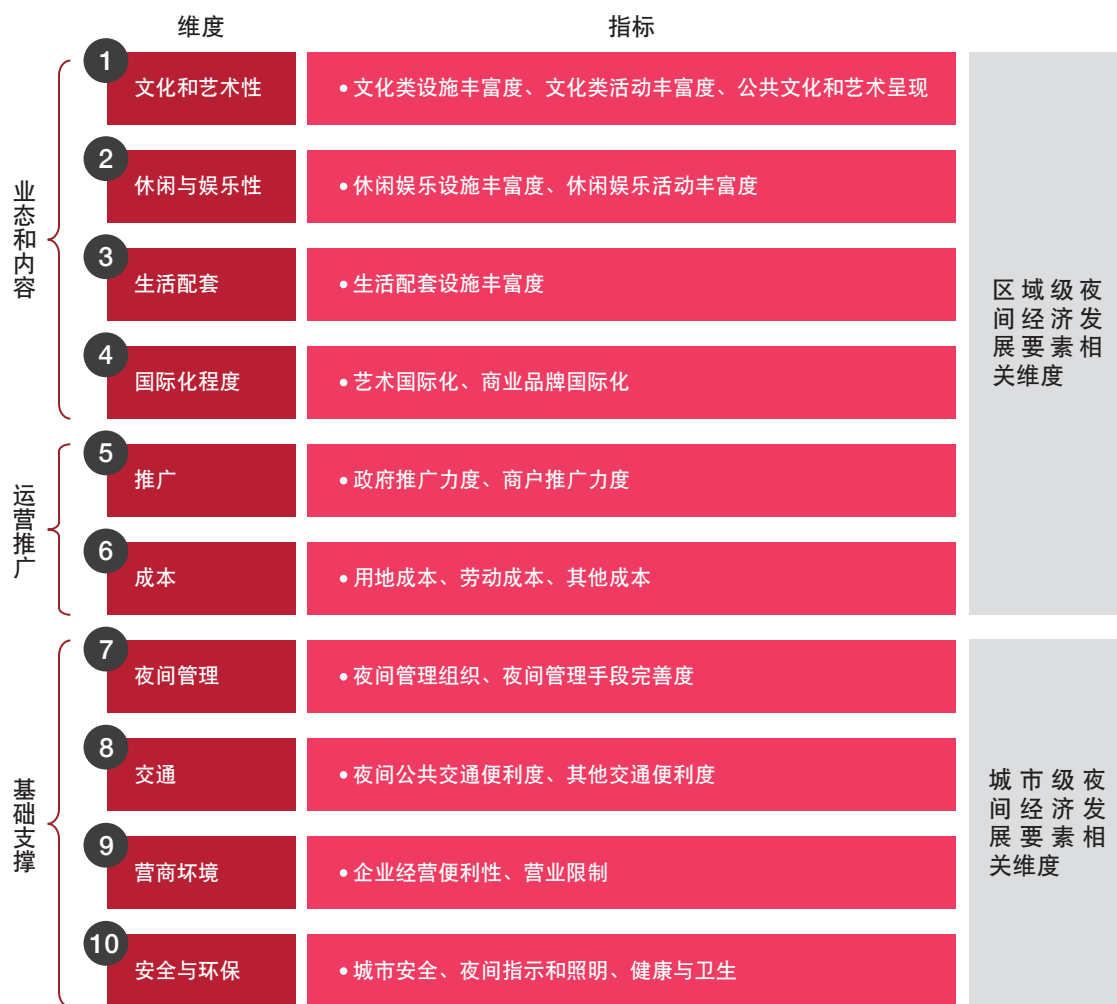 维度
指标
业态和内容
1
文化和艺术性
•文化类设施丰富度、文化类活动丰富度、公共文化和艺术呈现
2
休闲与娱乐性
•休闲娱乐设施丰富度、休闲娱乐活动丰富度
3
生活配套
•生活配套设施丰富度
4
国际化程度
•艺术国际化、商业品牌国际化
运营推广
5
推广
•政府推广力度、商户推广力度
6
成本
•用地成本、劳动成本、其他成本
区域级夜
间经济发
展要素相
关维度
基础支撑
7
夜间管理
•夜间管理组织、夜间管理手段完善度
8
交通
•夜间公共交通便利度、其他交通便利度
9
营商坏境
•企业经营便利性、营业限制
10
安全与环保
•城市安全、夜间指示和照明、健康与卫生
城市级夜
间经济发
展要素相
关维度